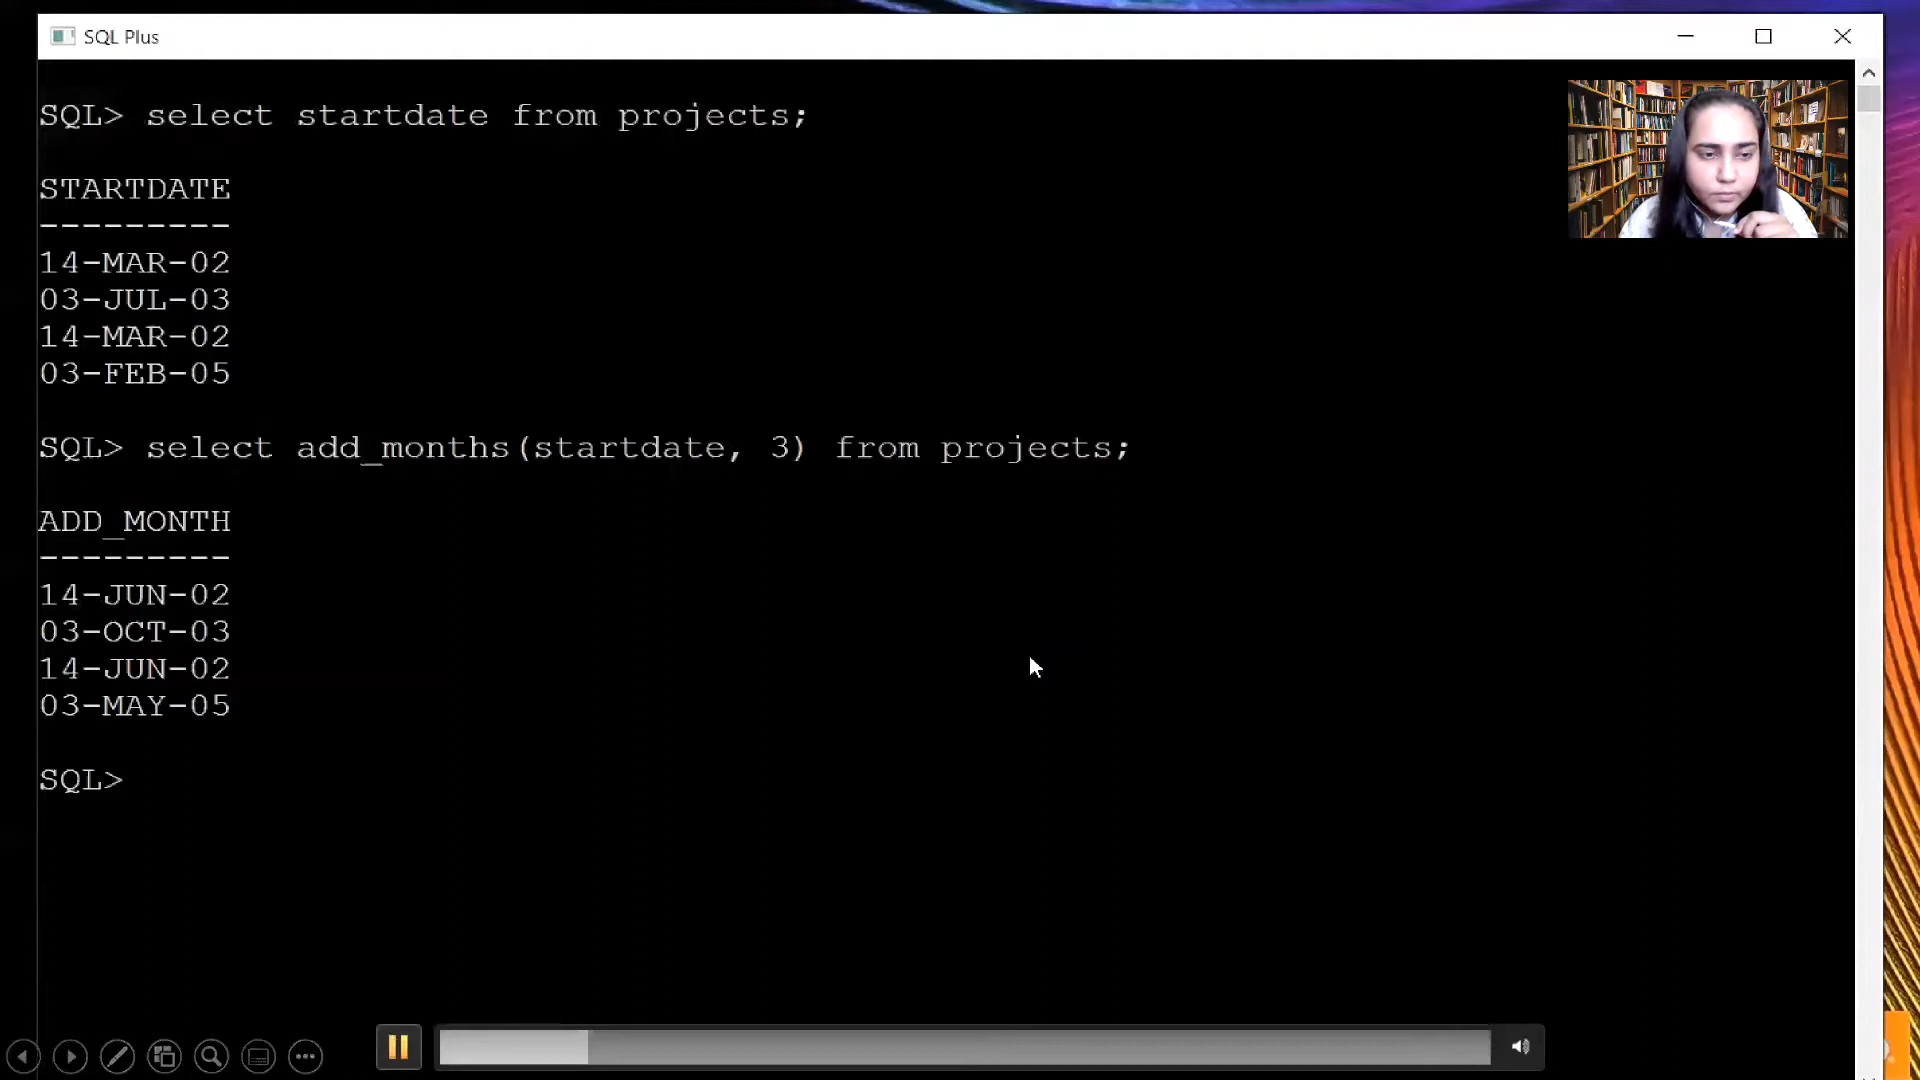 SQL Plus
SQL> select startdate from projects;
STARTDATE
---------
14-MAR-02
03-JUL-03
14-MAR-02
03-FEB-05
SQL> select add_months(startdate, 3) from projects;
ADD_MONTH
---------
14-JUN-02
03-OCT-03
14-JUN-02
03-MAY-05
SQL>